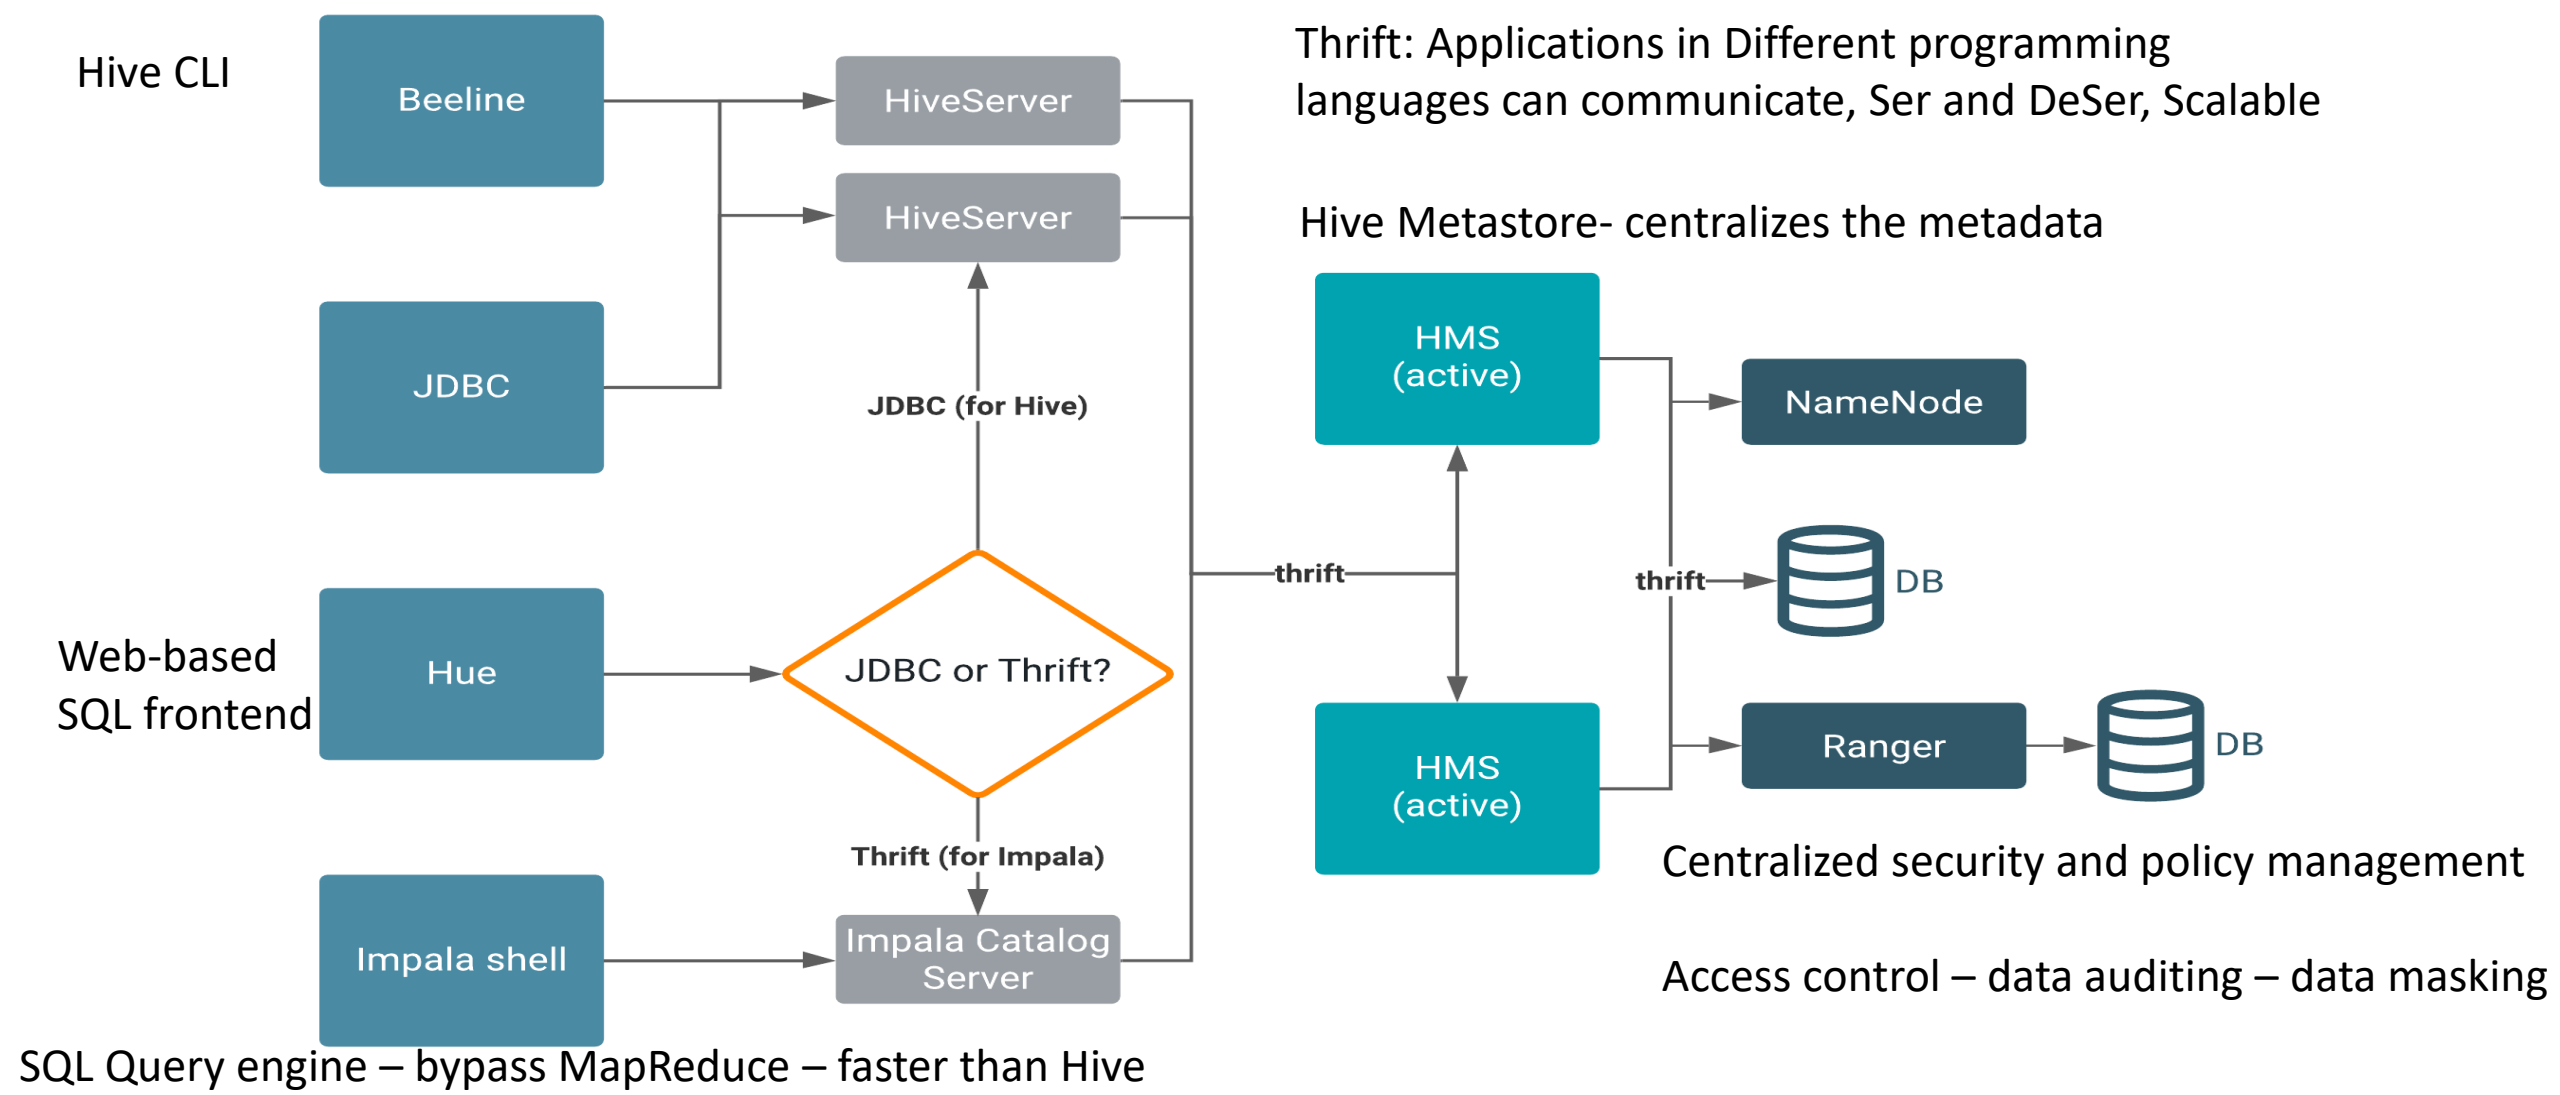 Hive CLI
Beeline
HiveServer
Thrift: Applications in Different programming
languages can communicate, Ser and DeSer, Scalable
HiveServer
Hive Metastore- centralizes the metadata
JDBC
JDBC (for Hive)
HMS
(active)
NameNode
thrift
thrift
DB
Web-based
SQL frontend
Hue
JDBC or Thrift?
HMS
(active)
Ranger
DB
Thrift (for Impala)
Centralized security and policy management
Impala shell
Impala Catalog
Server
Access control – data auditing – data masking
SQL Query engine – bypass MapReduce – faster than Hive